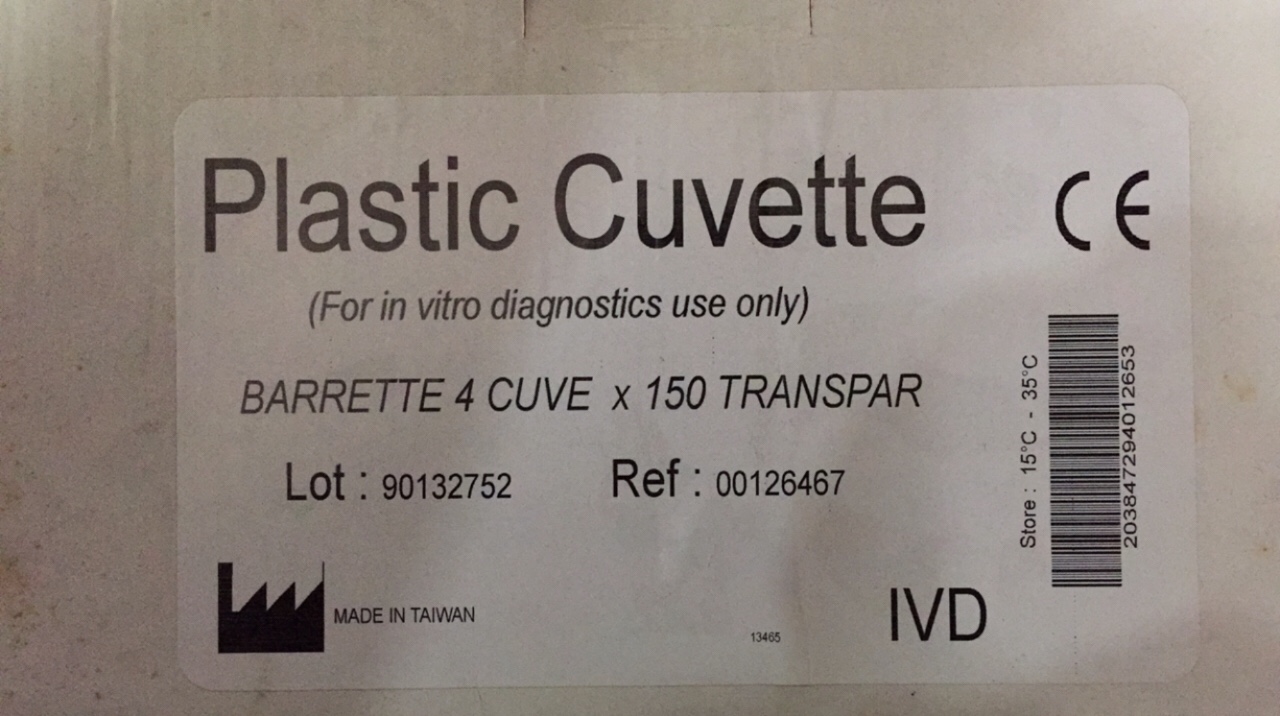 Plastic Cuvette
CE
(For in vitro diagnostics use only)
BARRETTE 4 CUVE x 150 TRANSPAR
Lot : 90132752 Ref : 00126467
Store : 15°C - 35°C
203847294012653
MADE IN TAIWAN
13465
IVD